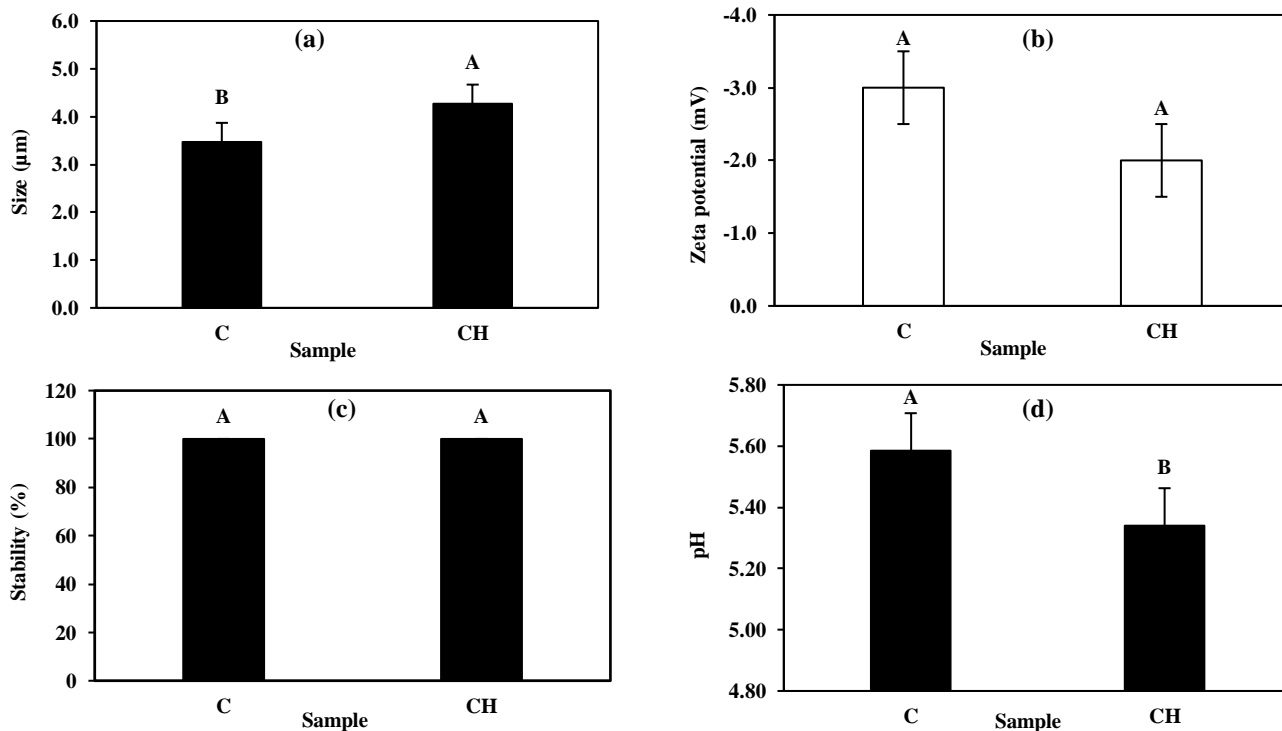 (a)
Size (µm)
6.0
5.0
4.0
3.0
2.0
1.0
0.0
B
A
C
CH
Sample
(b)
Zeta potential (mV)
-4.0
-3.0
-2.0
-1.0
0.0
A
A
C
CH
Sample
(c)
Stability (%)
120
100
80
60
40
20
0
A
A
C
CH
Sample
(d)
pH
5.80
5.60
5.40
5.20
5.00
4.80
A
B
C
CH
Sample